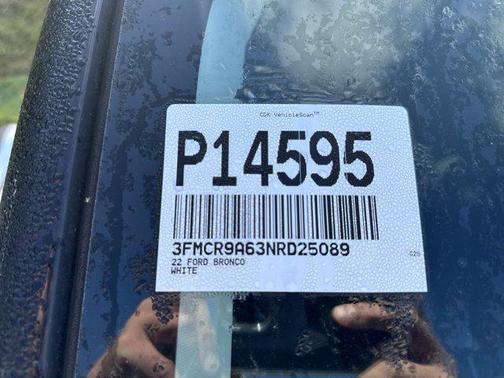 CDK VehicleScan™
P14595
3FMCR9A63NRD25089
22 FORD BRONCO
WHITE